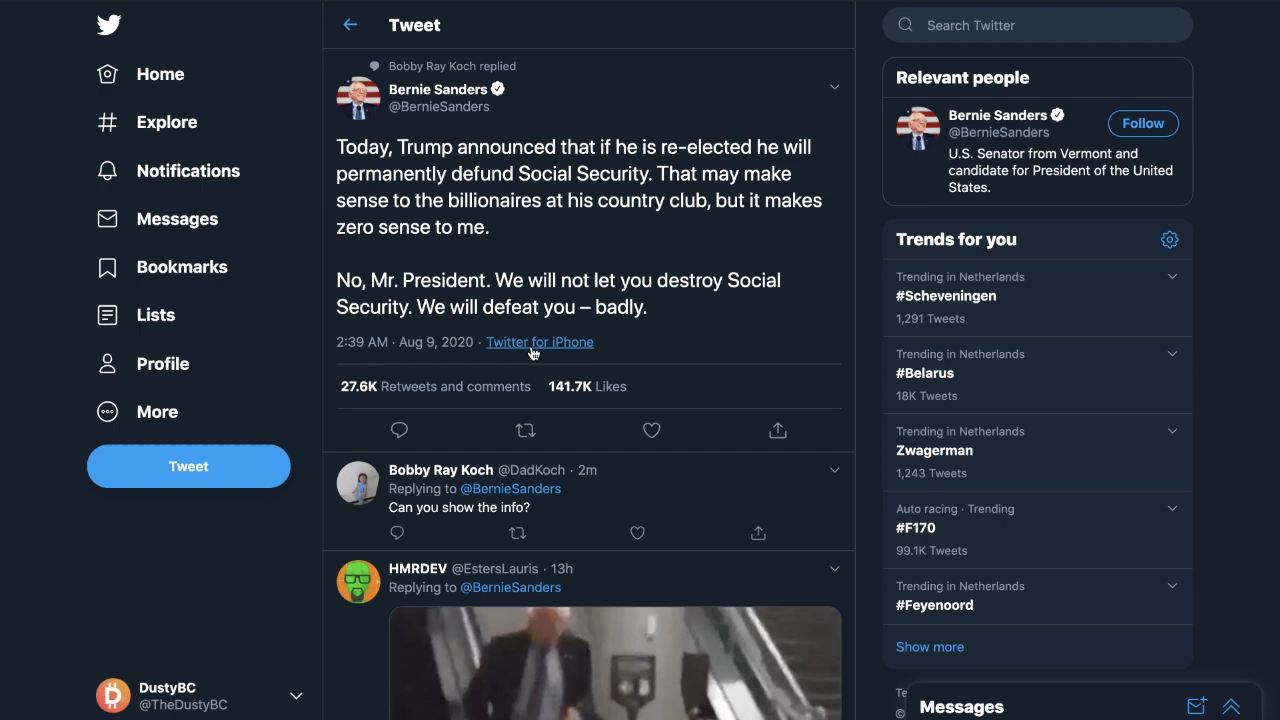 Home
Explore
Notifications
Messages
Bookmarks
Lists
Profile
More
Tweet
DustyBC
@TheDustyBC
Tweet
Bobby Ray Koch replied
Bernie Sanders
@BernieSanders
Today, Trump announced that if he is re-elected he will
permanently defund Social Security. That may make
sense to the billionaires at his country club, but it makes
zero sense to me.
No, Mr. President. We will not let you destroy Social
Security. We will defeat you – badly.
2:39 AM · Aug 9, 2020 · Twitter for iPhone
27.6K Retweets and comments 141.7K Likes
Bobby Ray Koch @DadKoch · 2m
Replying to @BernieSanders
Can you show the info?
HMRDEV @EstersLauris · 13h
Replying to @BernieSanders
Search Twitter
Relevant people
Bernie Sanders
@BernieSanders
Follow
U.S. Senator from Vermont and
candidate for President of the United
States.
Trends for you
Trending in Netherlands
#Scheveningen
1,291 Tweets
Trending in Netherlands
#Belarus
18K Tweets
Trending in Netherlands
Zwagerman
1,243 Tweets
Auto racing · Trending
#F170
99.1K Tweets
Trending in Netherlands
#Feyenoord
Show more
Messages